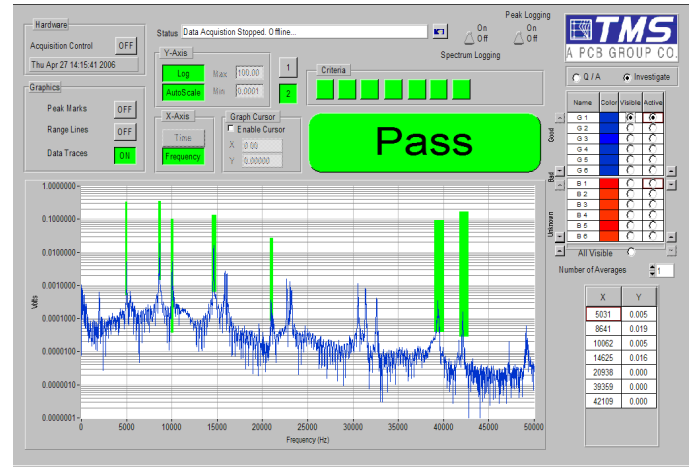 Hardware
Acquisition Control OFF
Thu Apr 27 14:15:41 2006
Status Data Acquistion Stopped. Offline...
Peak Logging
On
Off
On
Off
Spectrum Logging
TMS
A PCB GROUP CO.
Y-Axis
Log Max 100.00
AutoScale Min 0.0001
1
2
Criteria
Q / A Investigate
Graphics
Peak Marks OFF
Range Lines OFF
Data Traces ON
X-Axis
Time
Frequency
Graph Cursor
Enable Cursor
X 0.00
Y 0.00000
Pass
Name Color Visible Active
G 1
G 2
G 3
G 4
G 5
G 6
B 1
B 2
B 3
B 4
B 5
B 6
Good
Bad
Unknown
All Visible
Number of Averages 1
X Y
5031 0.005
8641 0.019
10062 0.005
14625 0.016
20938 0.000
39359 0.000
42109 0.000
1.0000000
0.1000000
0.0100000
0.0010000
0.0001000
0.0000100
0.0000010
0.0000001
Volts
0 5000 10000 15000 20000 25000 30000 35000 40000 45000 50000
Frequency (Hz)